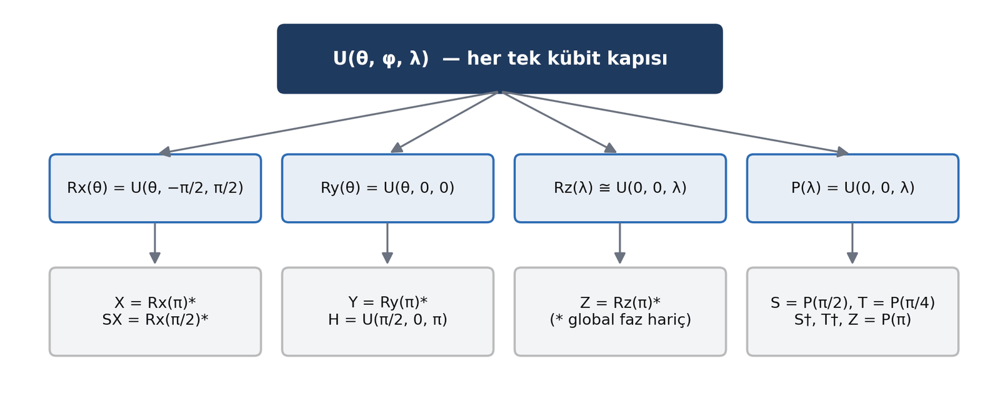 U(θ, φ, λ) — her tek kübit kapısı
Rx(θ) = U(θ, −π/2, π/2)
Ry(θ) = U(θ, 0, 0)
Rz(λ) ≅ U(0, 0, λ)
P(λ) = U(0, 0, λ)
X = Rx(π)*
SX = Rx(π/2)*
Y = Ry(π)*
H = U(π/2, 0, π)
Z = Rz(π)*
(* global faz hariç)
S = P(π/2), T = P(π/4)
S†, T†, Z = P(π)